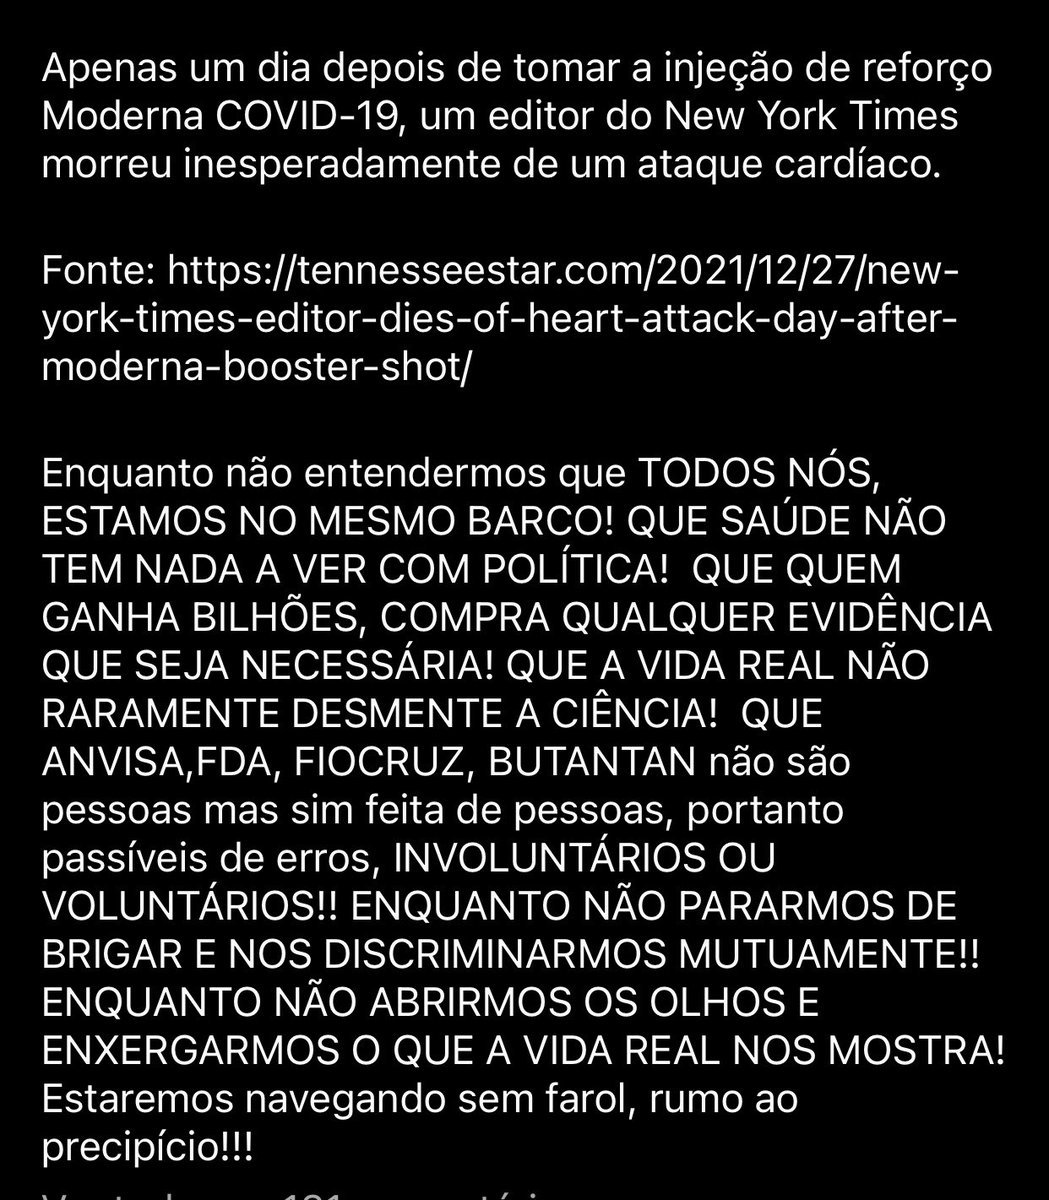 Apenas um dia depois de tomar a injeção de reforço
Moderna COVID-19, um editor do New York Times
morreu inesperadamente de um ataque cardíaco.
Fonte: https://tennesseestar.com/2021/12/27/new-
york-times-editor-dies-of-heart-attack-day-after-
moderna-booster-shot/
Enquanto não entendermos que TODOS NÓS,
ESTAMOS NO MESMO BARCO! QUE SAÚDE NÃO
TEM NADA A VER COM POLÍTICA!  QUE QUEM
GANHA BILHÕES, COMPRA QUALQUER EVIDÊNCIA
QUE SEJA NECESSÁRIA! QUE A VIDA REAL NÃO
RARAMENTE DESMENTE A CIÊNCIA!  QUE
ANVISA,FDA, FIOCRUZ, BUTANTAN não são
pessoas mas sim feita de pessoas, portanto
passíveis de erros, INVOLUNTÁRIOS OU
VOLUNTÁRIOS!! ENQUANTO NÃO PARARMOS DE
BRIGAR E NOS DISCRIMINARMOS MUTUAMENTE!!
ENQUANTO NÃO ABRIRMOS OS OLHOS E
ENXERGARMOS O QUE A VIDA REAL NOS MOSTRA!
Estaremos navegando sem farol, rumo ao
precipício!!!